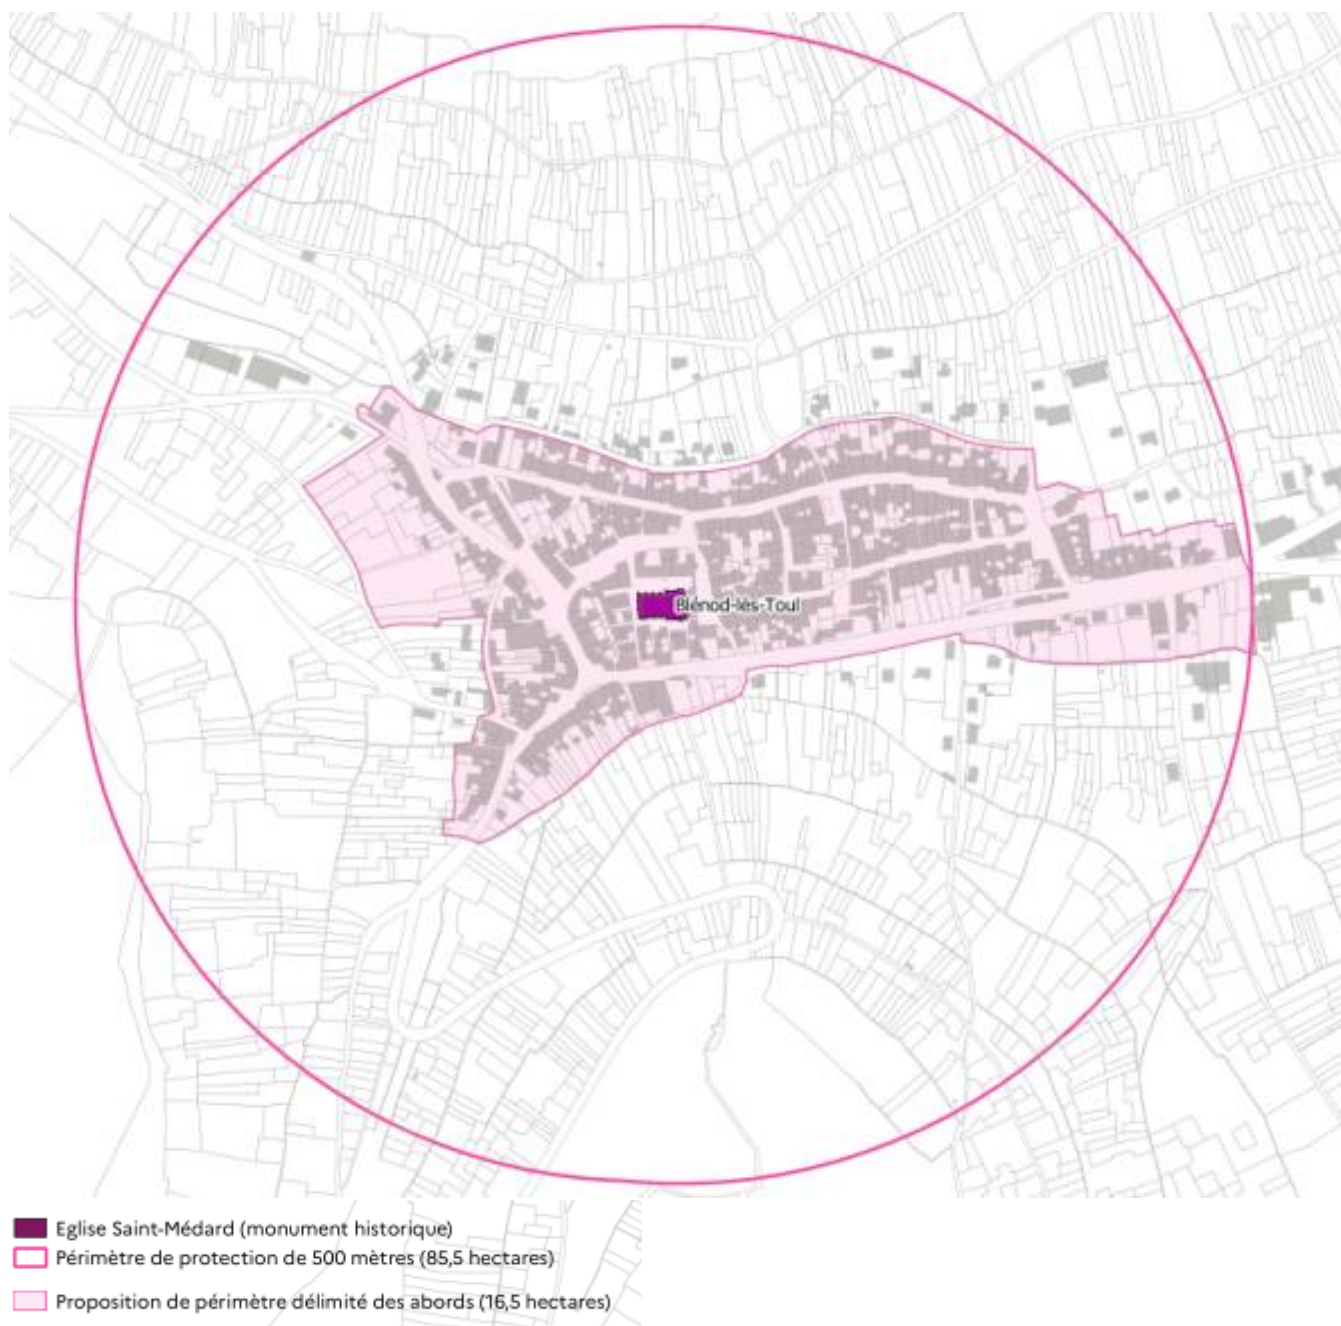 Blénod-lès-Toul
Eglise Saint-Médard (monument historique)
Périmètre de protection de 500 mètres (85,5 hectares)
Proposition de périmètre délimité des abords (16,5 hectares)